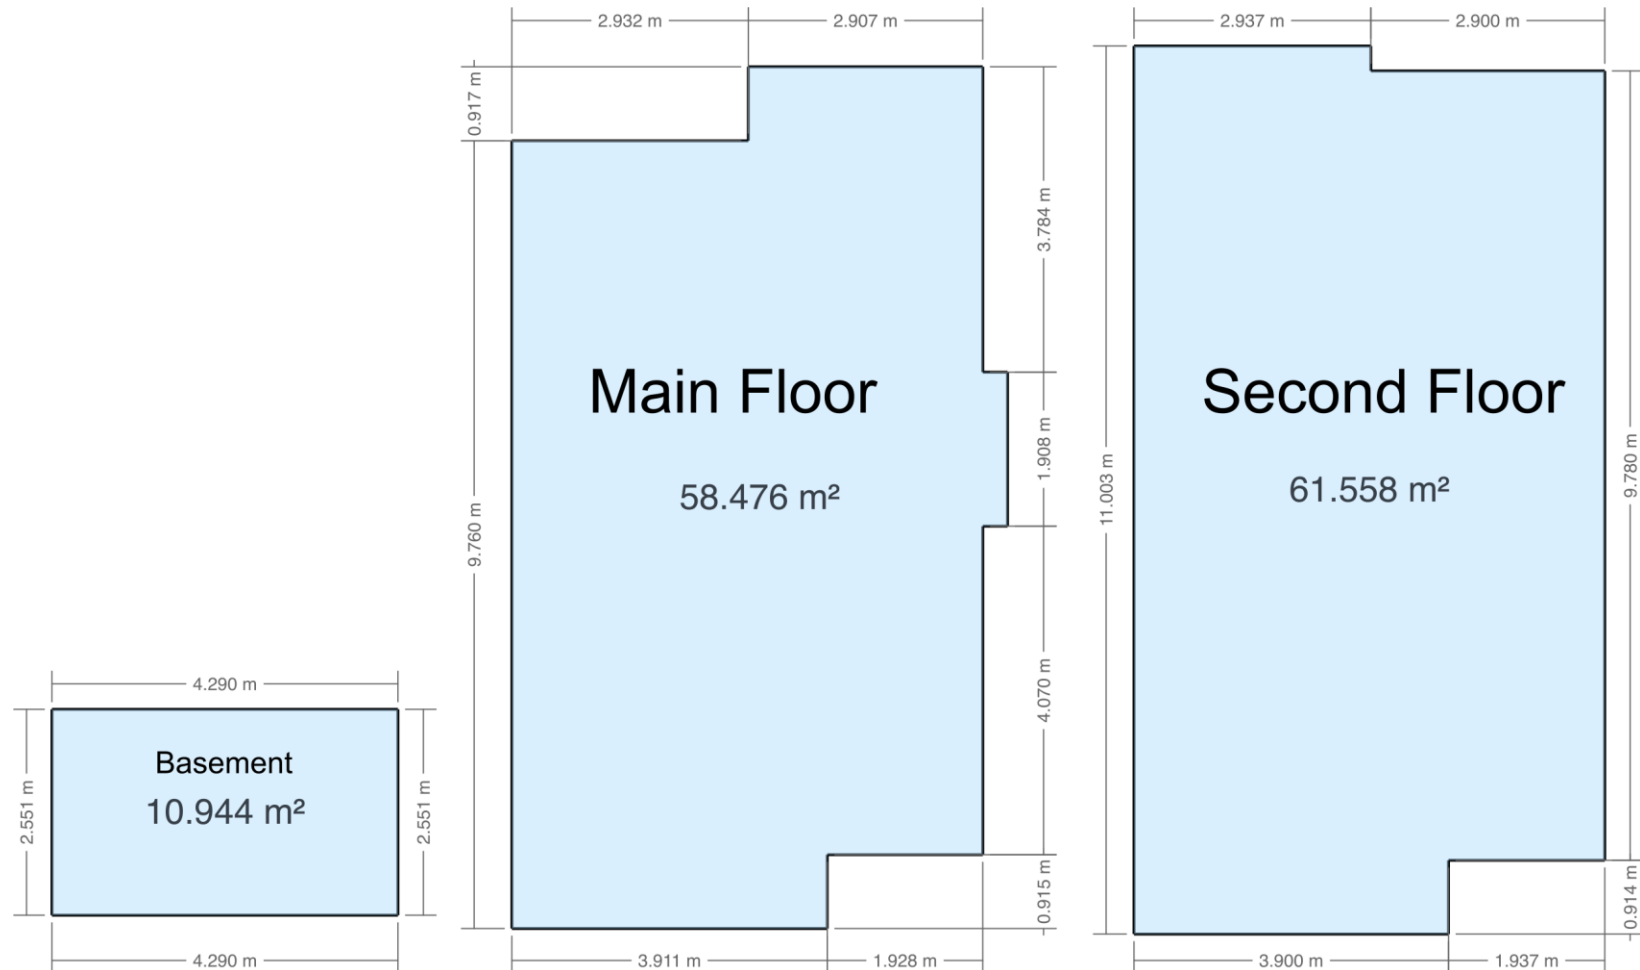 2.932 m
2.907 m
2.937 m
2.900 m
0.917 m
3.784 m
Main Floor
58.476 m²
1.908 m
9.760 m
4.070 m
0.915 m
3.911 m
1.928 m
Second Floor
61.558 m²
11.003 m
9.780 m
0.914 m
3.900 m
1.937 m
4.290 m
Basement
10.944 m²
2.551 m
2.551 m
4.290 m